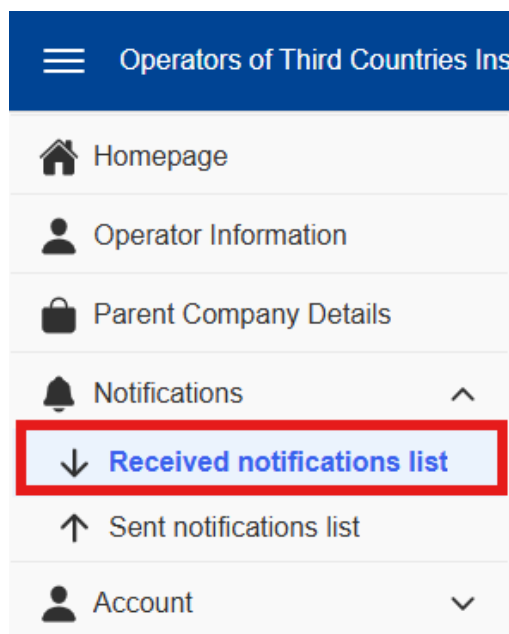 Operators of Third Countries Ins
Homepage
Operator Information
Parent Company Details
Notifications
Received notifications list
Sent notifications list
Account